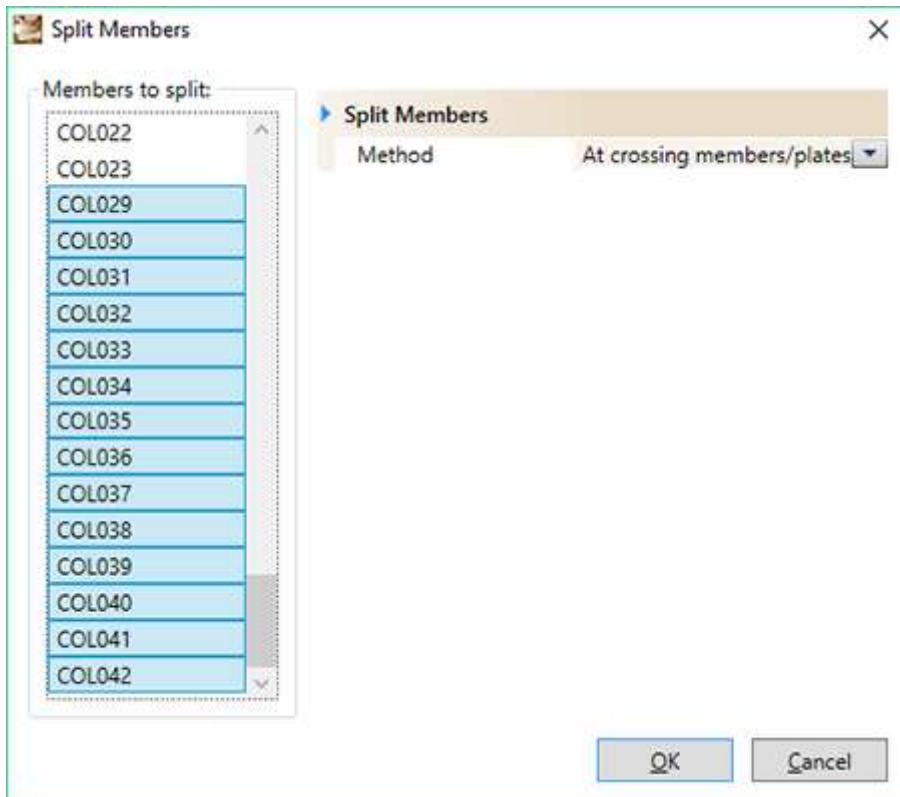 Split Members
Members to split:
COL022
COL023
COL029
COL030
COL031
COL032
COL033
COL034
COL035
COL036
COL037
COL038
COL039
COL040
COL041
COL042
Split Members
Method At crossing members/plates
OK Cancel